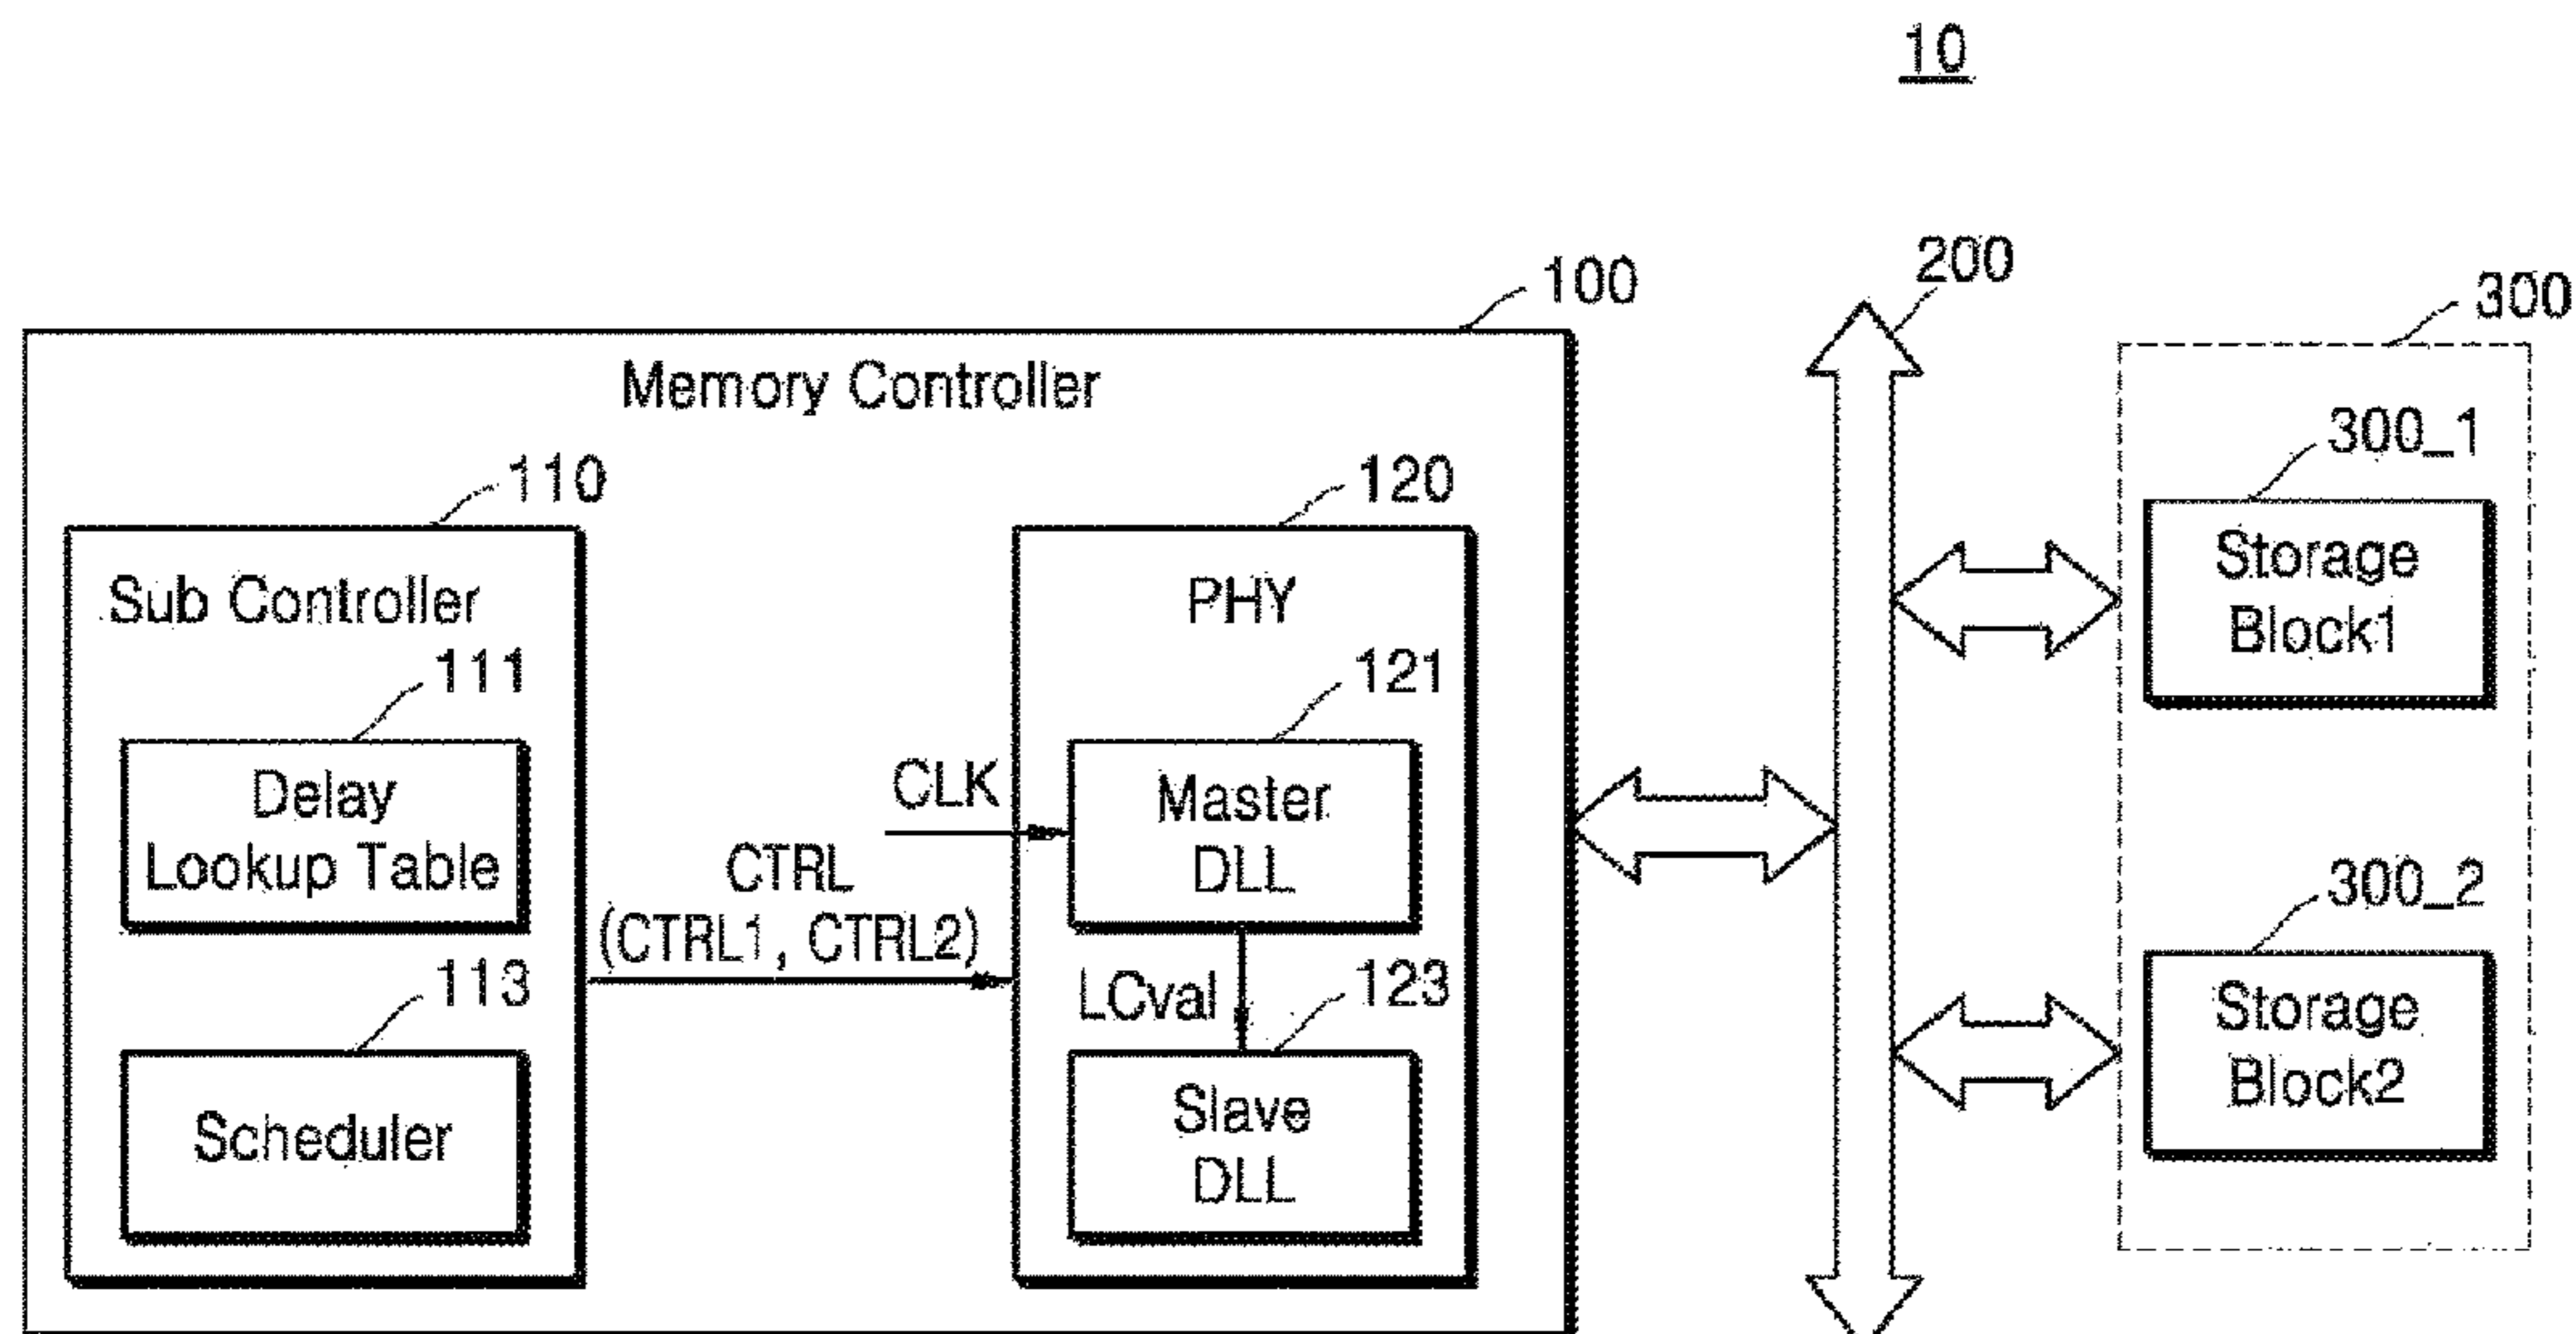 10
100
200
300
Memory Controller
300_1
110
120
Storage
Block1
Sub Controller
PHY
111
121
Delay
Lookup Table
CLK
Master
DLL
CTRL
(CTRL1, CTRL2)
300_2
113
LCval
123
Storage
Block2
Scheduler
Slave
DLL